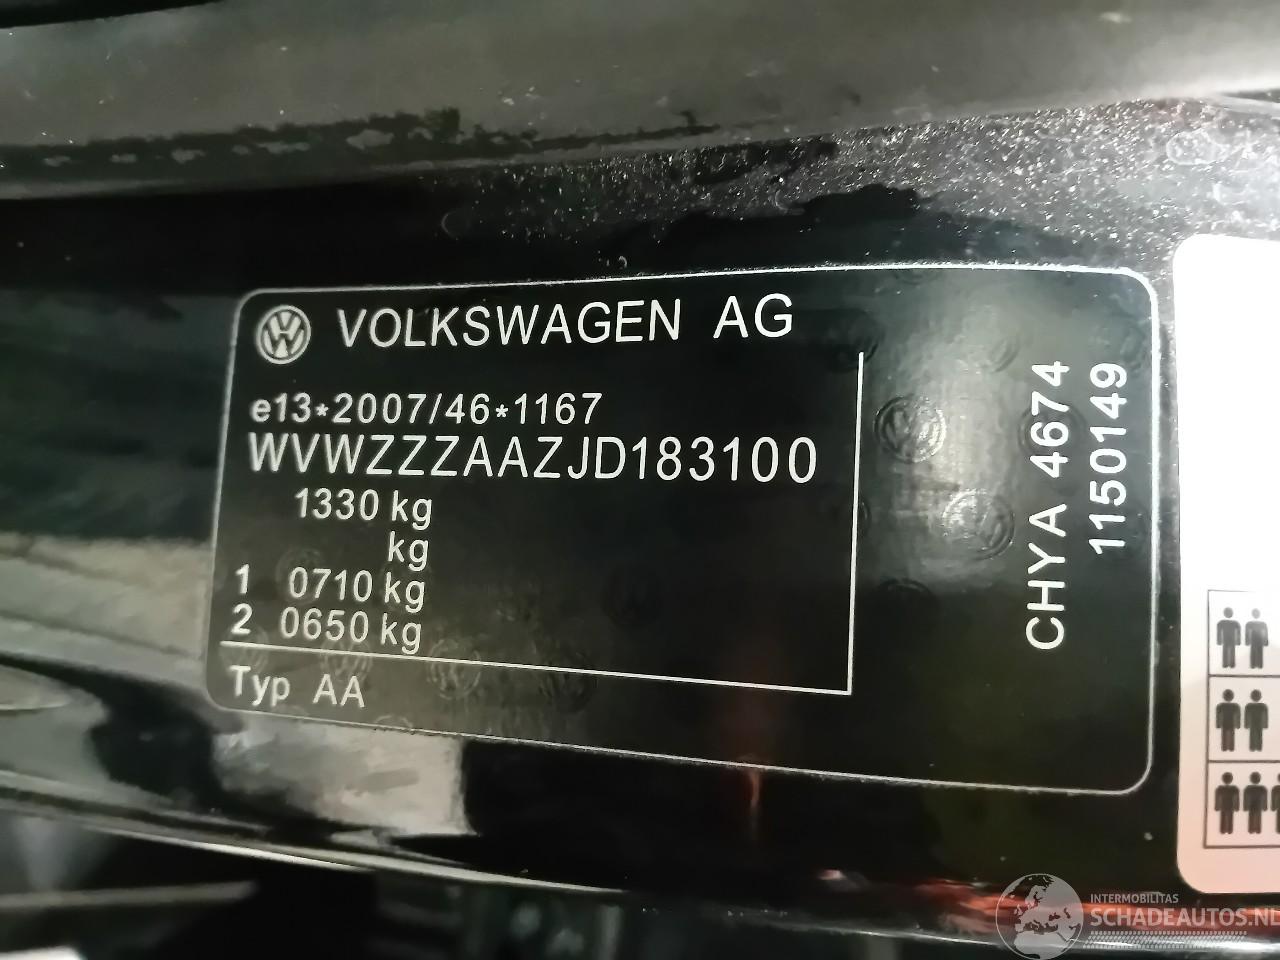 VOLKSWAGEN AG
e13*2007/46*1167
WVWZZZAAZJD183100
1330 kg
kg
1 0710 kg
2 0650 kg
Typ AA
CHYA 4674
1150149
INTERMOBILITAS
SCHADEAUTOS.NL